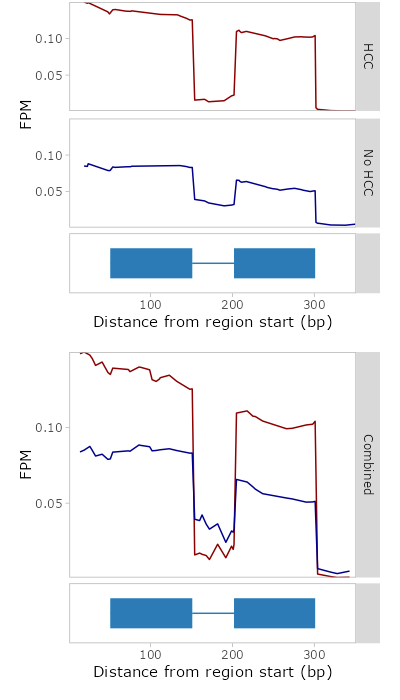 0.10
0.05
HCC
FPM
0.10
0.05
No HCC
100 200 300
Distance from region start (bp)
0.10
0.05
FPM
Combined
100 200 300
Distance from region start (bp)